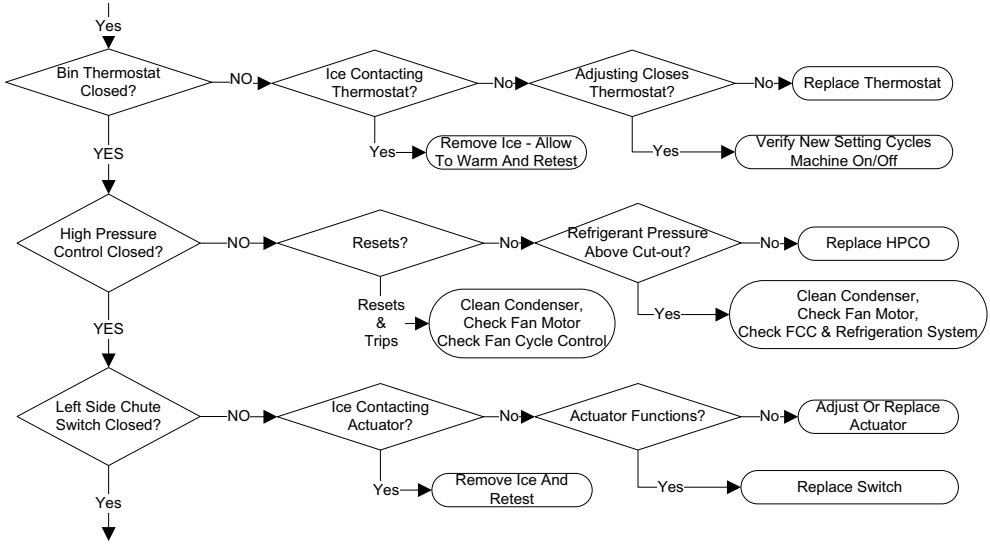 Yes
Bin Thermostat
Closed?
NO
Ice Contacting
Thermostat?
No
Adjusting Closes
Thermostat?
No
Replace Thermostat
YES
Yes
Remove Ice - Allow
To Warm And Retest
Yes
Verify New Setting Cycles
Machine On/Off
High Pressure
Control Closed?
NO
Resets?
No
Refrigerant Pressure
Above Cut-out?
No
Replace HPCO
YES
Resets
&
Trips
Clean Condenser,
Check Fan Motor
Check Fan Cycle Control
Yes
Clean Condenser,
Check Fan Motor,
Check FCC & Refrigeration System
Left Side Chute
Switch Closed?
NO
Ice Contacting
Actuator?
No
Actuator Functions?
No
Adjust Or Replace
Actuator
Yes
Yes
Remove Ice And
Retest
Yes
Replace Switch